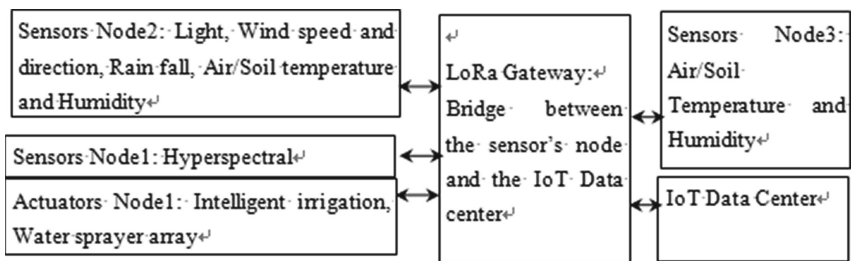 Sensors Node2: Light, Wind speed and
direction, Rain fall, Air/Soil temperature
and Humidity↵
Sensors Node1: Hyperspectral↵
Actuators Node1: Intelligent irrigation,
Water sprayer array↵
↵
LoRa Gateway:↵
Bridge between
the sensor's node
and the IoT Data
center↵
Sensors Node3:
Air/Soil
Temperature and
Humidity↵
IoT Data Center↵